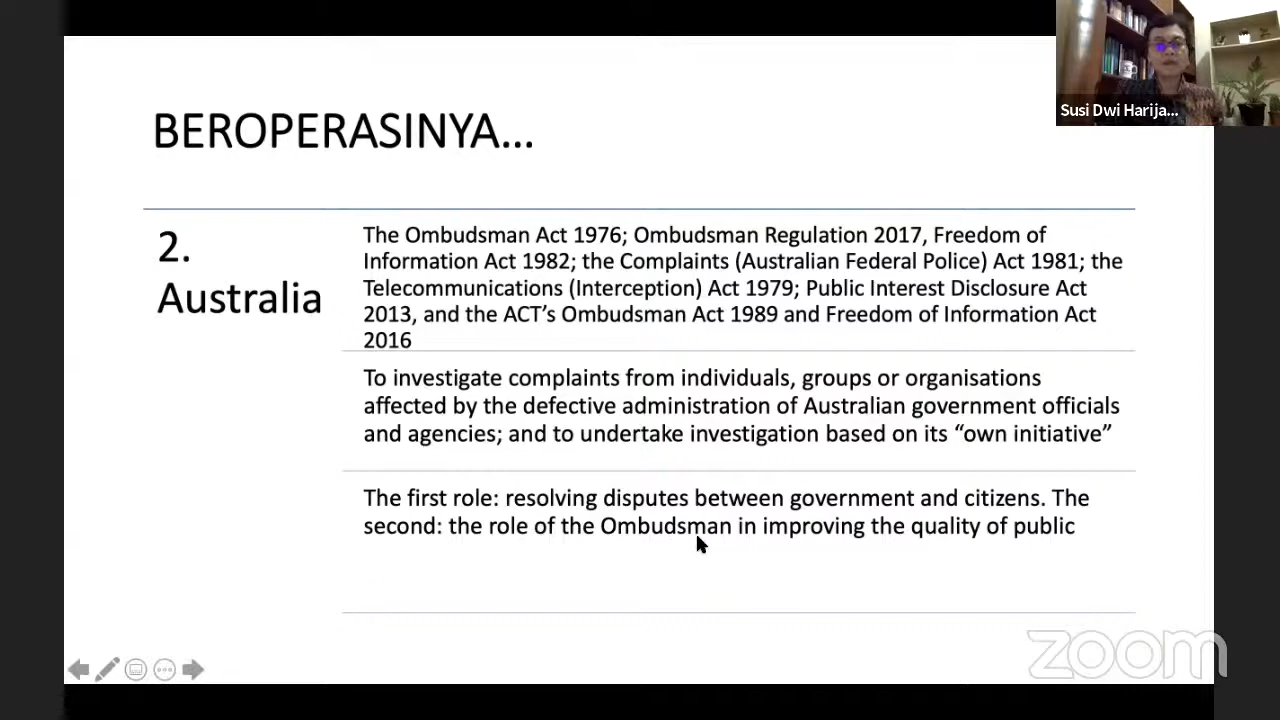 Susi Dwi Harija...
BEROPERASINYA...
2.
Australia
The Ombudsman Act 1976; Ombudsman Regulation 2017, Freedom of
Information Act 1982; the Complaints (Australian Federal Police) Act 1981; the
Telecommunications (Interception) Act 1979; Public Interest Disclosure Act
2013, and the ACT’s Ombudsman Act 1989 and Freedom of Information Act
2016
To investigate complaints from individuals, groups or organisations
affected by the defective administration of Australian government officials
and agencies; and to undertake investigation based on its “own initiative”
The first role: resolving disputes between government and citizens. The
second: the role of the Ombudsman in improving the quality of public
zoom